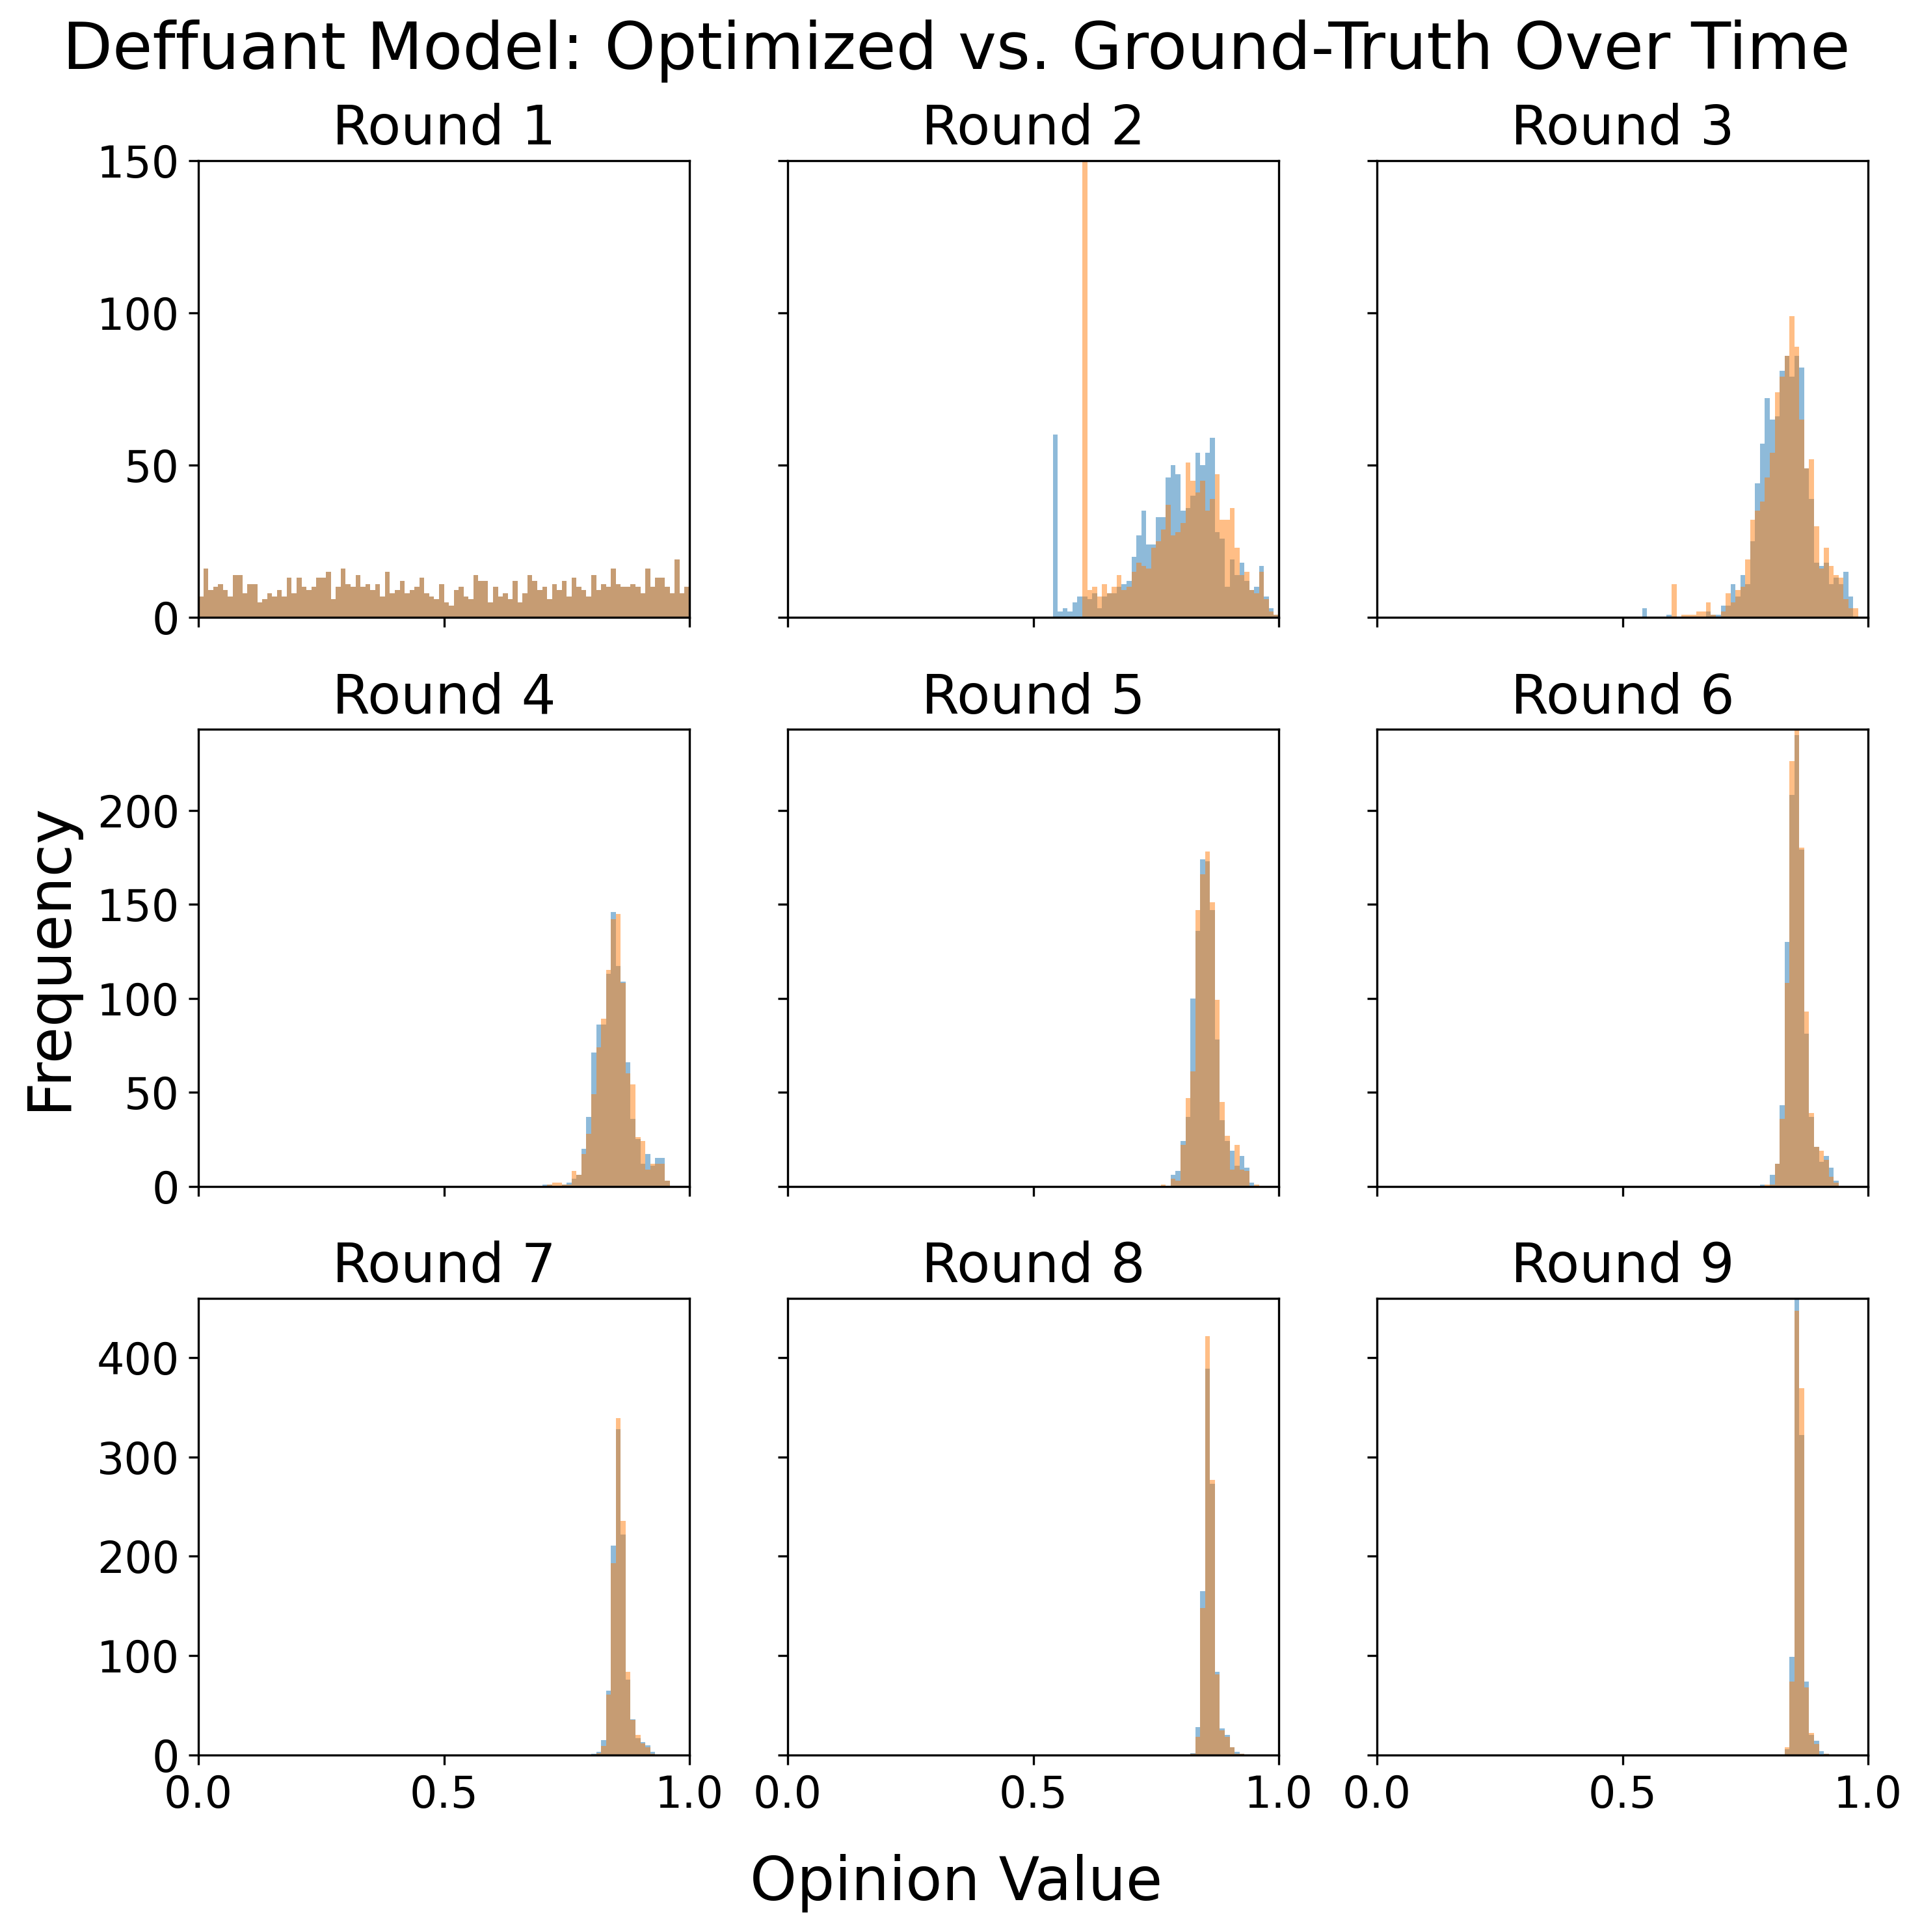 Deffuant Model: Optimized vs. Ground-Truth Over Time
Round 1
Round 2
Round 3
150
100
50
0
Round 4
Round 5
Round 6
200
150
100
50
0
Frequency
Round 7
Round 8
Round 9
400
300
200
100
0
0.0 0.5 1.0 0.0 0.5 1.0 0.0 0.5 1.0
Opinion Value